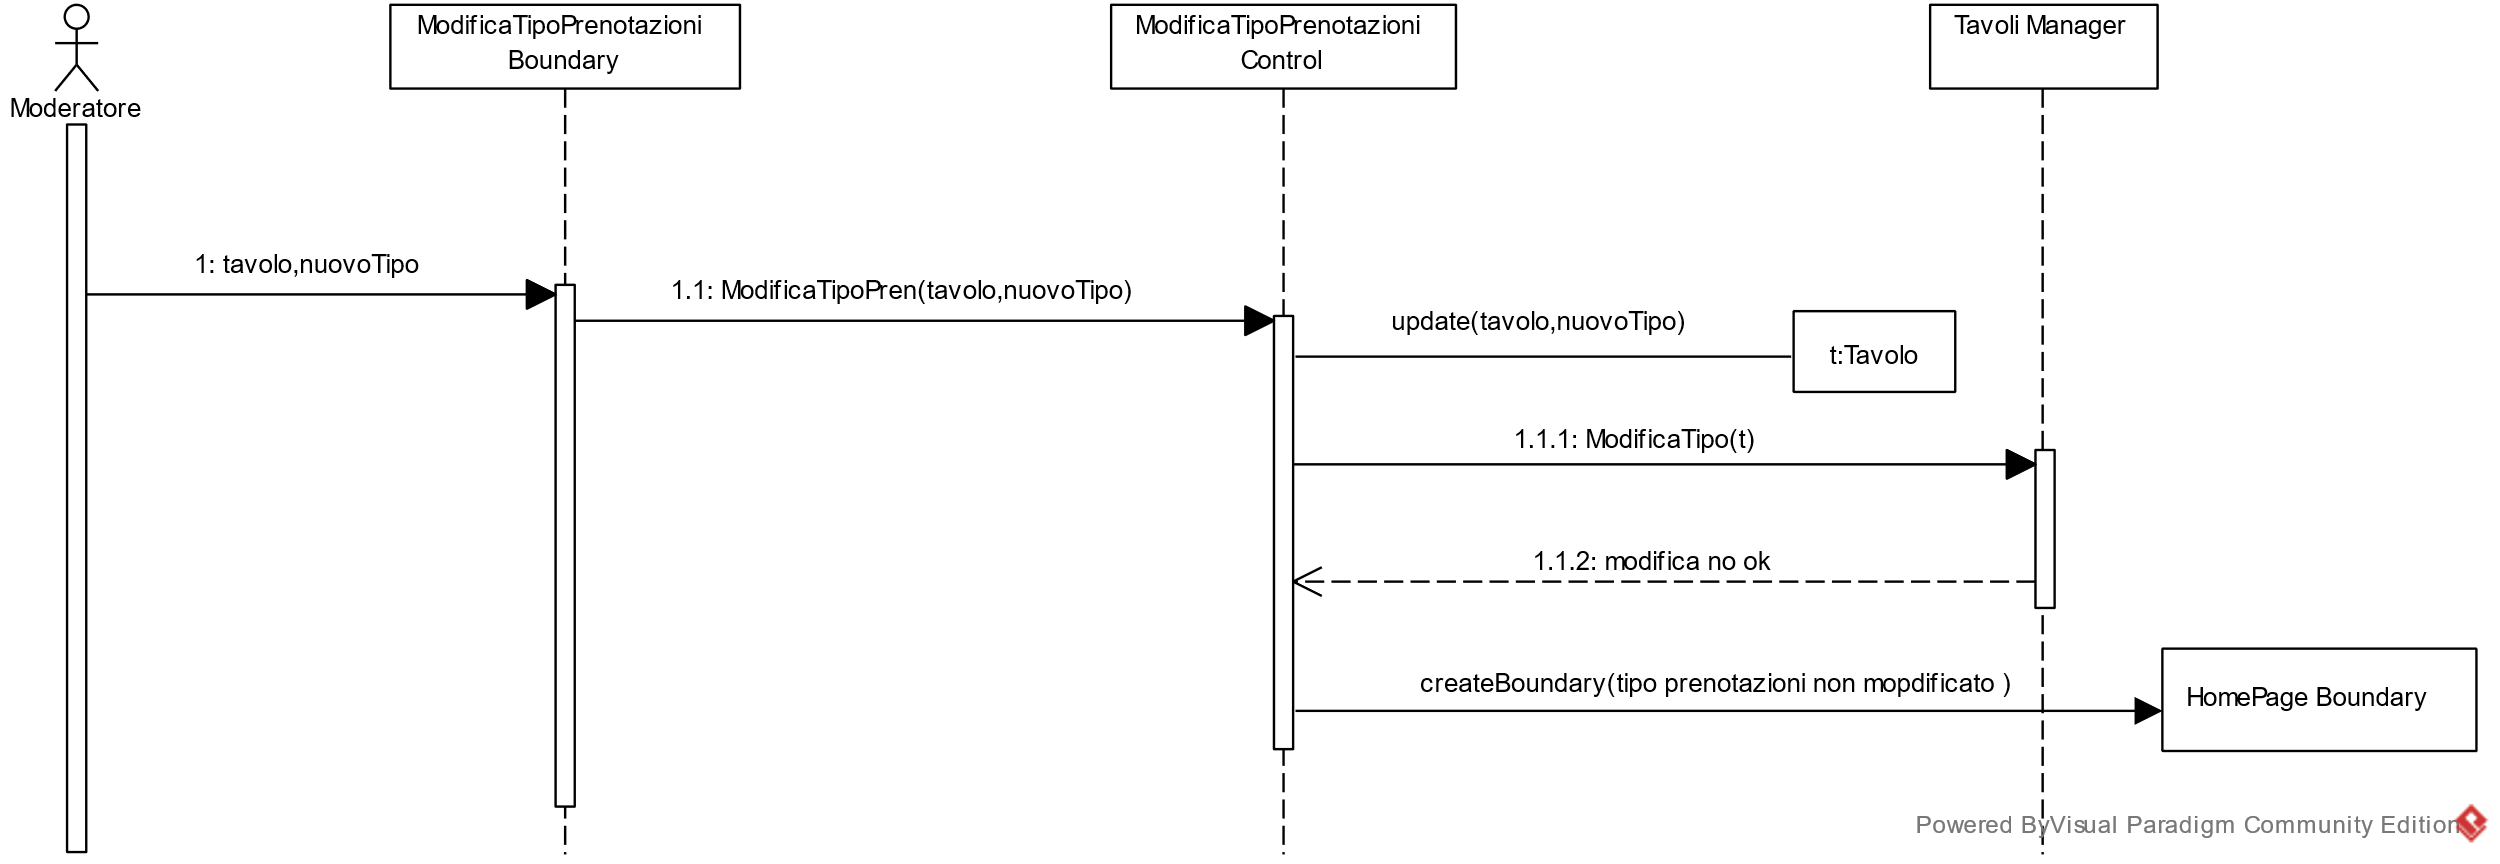 Moderatore
ModificaTipoPrenotazioni
Boundary
ModificaTipoPrenotazioni
Control
Tavoli Manager
1: tavolo,nuovoTipo
1.1: ModificaTipoPren(tavolo,nuovoTipo)
update(tavolo,nuovoTipo)
t:Tavolo
1.1.1: ModificaTipo(t)
1.1.2: modifica no ok
createBoundary(tipo prenotazioni non mopdificato )
HomePage Boundary
Powered ByVisual Paradigm Community Edition